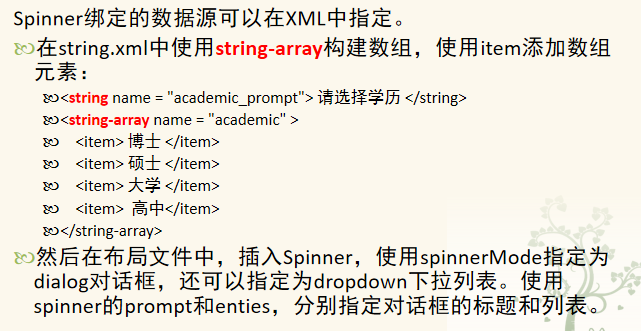 Spinner绑定的数据源可以在XML中指定。
在string.xml中使用string-array构建数组，使用item添加数组
元素：
<string name = "academic_prompt"> 请选择学历 </string>
<string-array name = "academic" >
<item> 博士 </item>
<item> 硕士 </item>
<item> 大学 </item>
<item> 高中</item>
</string-array>
然后在布局文件中，插入Spinner，使用spinnerMode指定为
dialog对话框，还可以指定为dropdown下拉列表。使用
spinner的prompt和enties，分别指定对话框的标题和列表。